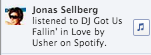 Jonas Sellberg
listened to DJ Got Us
Fallin' in Love by
Usher on Spotify.